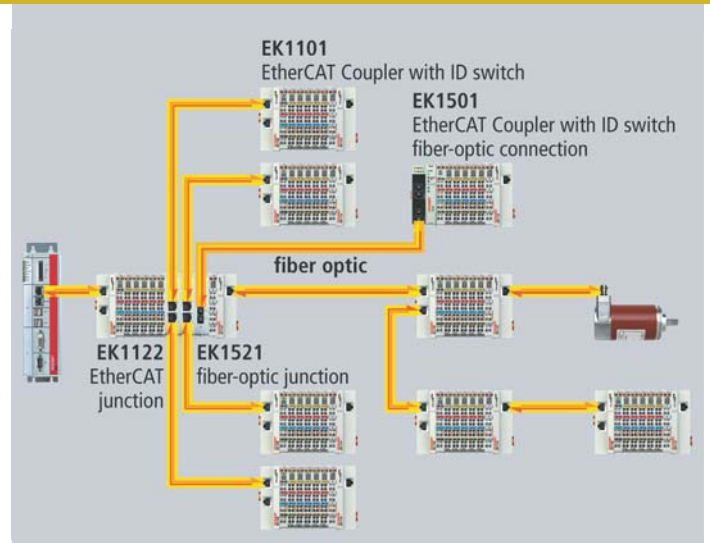 EK1101
EtherCAT Coupler with ID switch
EK1501
EtherCAT Coupler with ID switch
fiber-optic connection
fiber optic
EK1122
EtherCAT
junction
EK1521
fiber-optic junction